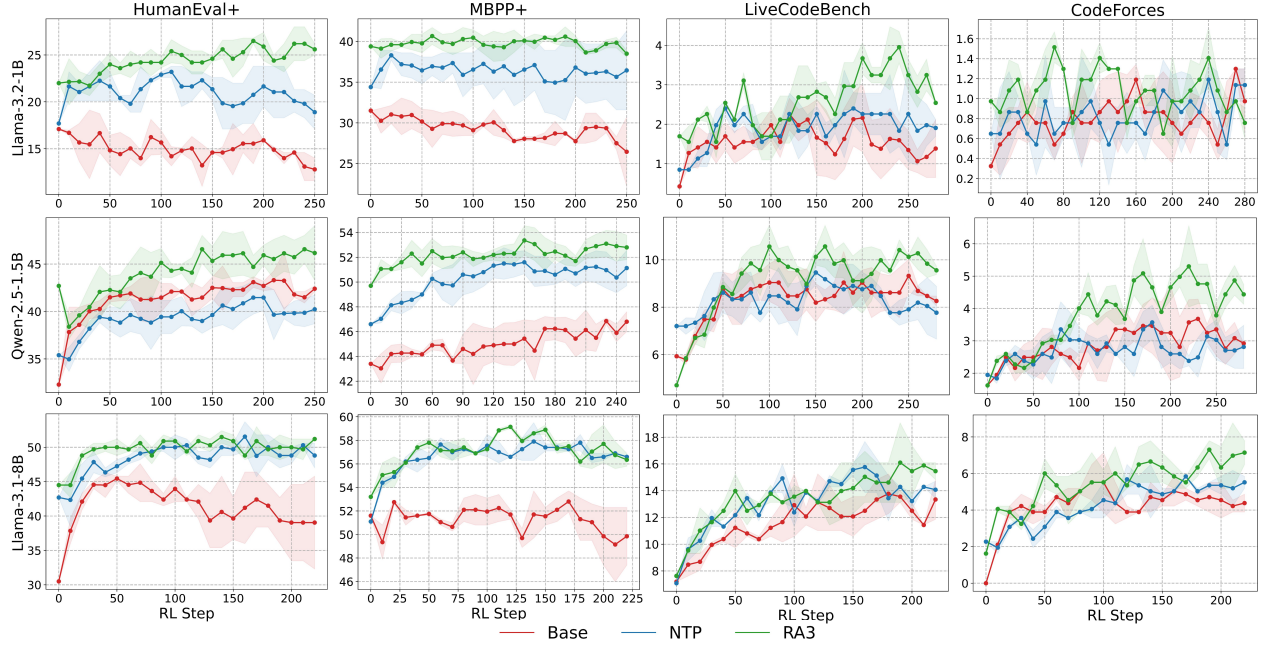 HumanEval+ MBPP+ LiveCodeBench CodeForces
Llama-3.2-1B
25
20
15
0 50 100 150 200 250
40
35
30
25
0 50 100 150 200 250
4
3
2
1
0 50 100 150 200 250
1.6
1.4
1.2
1.0
0.8
0.6
0.4
0.2
0 40 80 120 160 200 240 280
Qwen-2.5-1.5B
45
40
35
0 50 100 150 200 250
54
52
50
48
46
44
42
0 30 60 90 120 150 180 210 240
10
8
6
0 50 100 150 200 250
6
5
4
3
2
0 50 100 150 200 250
Llama-3.1-8B
50
45
40
35
30
0 50 100 150 200
RL Step
60
58
56
54
52
50
48
46
0 25 50 75 100 125 150 175 200 225
RL Step
18
16
14
12
10
8
0 50 100 150 200
RL Step
8
6
4
2
0
0 50 100 150 200
RL Step
Base NTP RA3